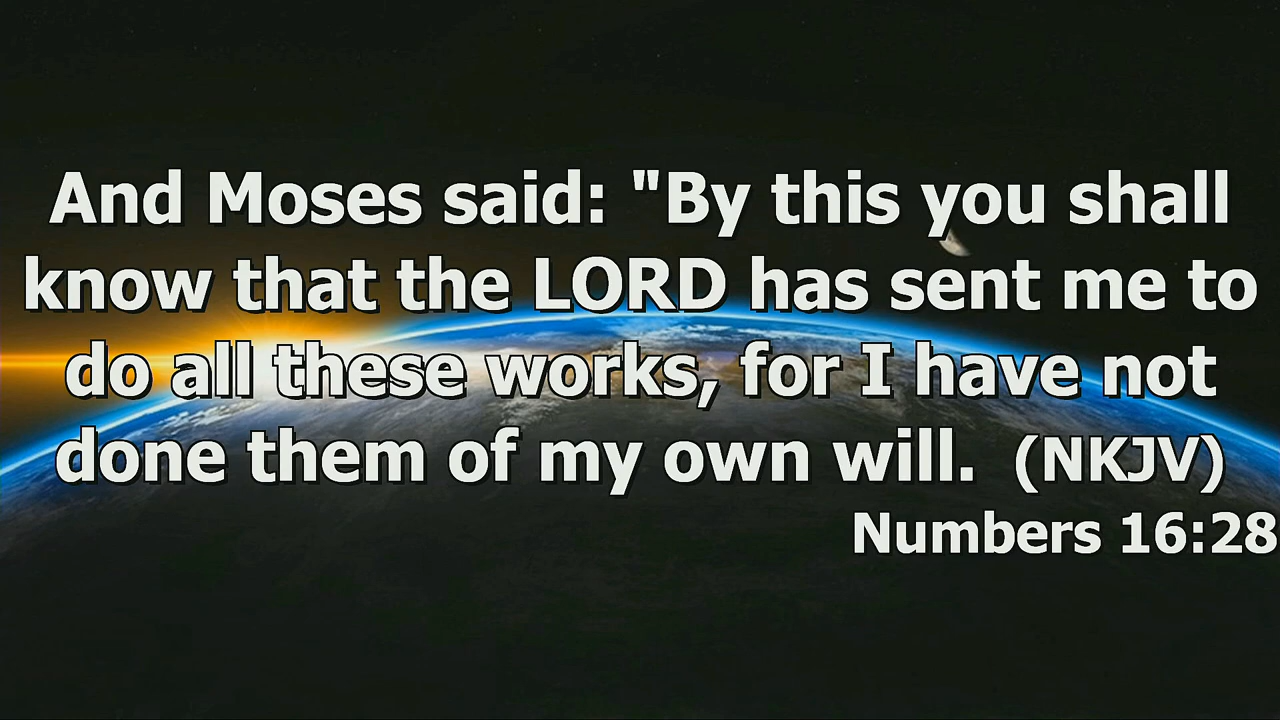 And Moses said: "By this you shall
know that the LORD has sent me to
do all these works, for I have not
done them of my own will. (NKJV)
Numbers 16:28